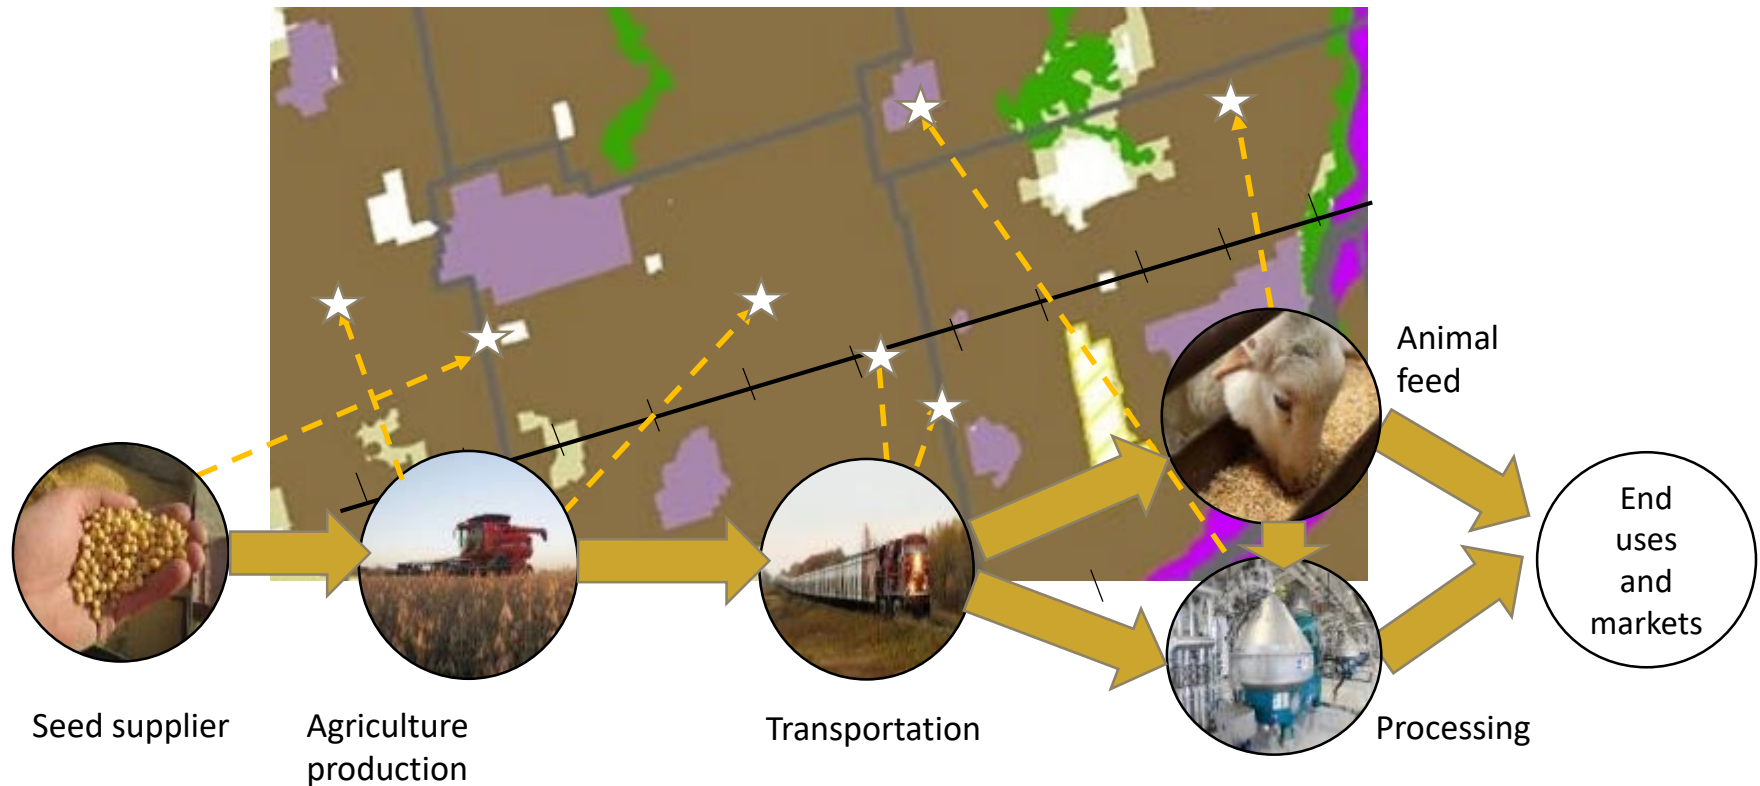 Animal
feed
End
uses
and
markets
Seed supplier
Agriculture
production
Transportation
Processing